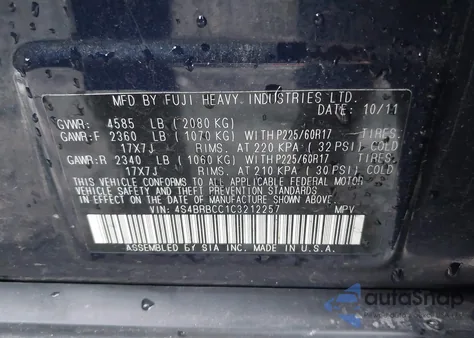 MFD BY FUJI HEAVY INDUSTRIES LTD.
10/11
GVWR: 4585 LB (2080 KG)
GAWR:F 2360 LB (1070 KG) WITH P225/60R17 TIRES,
17X7J RIMS, AT 220 KPA (32 PSI) COLD
GAWR:R 2340 LB (1060 KG) WITH P225/60R17 TIRES,
17X7J RIMS, AT 210 KPA (30 PSI) COLD
THIS VEHICLE CONFORMS TO ALL APPLICABLE FEDERAL MOTOR
VEHICLE SAFETY AND THEFT PREVENTION STANDARDS IN
EFFECT ON THE DATE OF MANUFACTURE SHOWN ABOVE.
VIN: 4S4BRBCC1C3212257 MPV
ASSEMBLED BY SIA INC. MADE IN U.S.A.
autoSnap